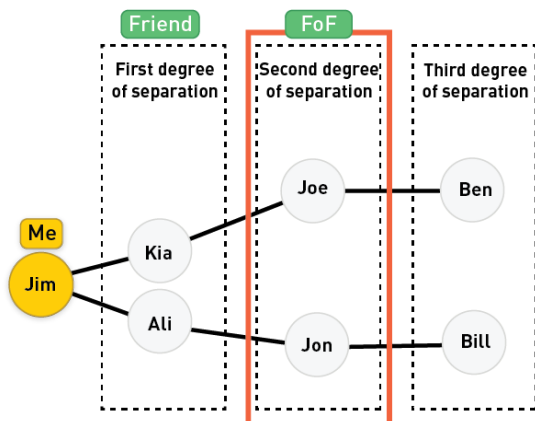 Friend
FoF
First degree
of separation
Second degree
of separation
Third degree
of separation
Joe
Ben
Me
Kia
Jim
Ali
Jon
Bill